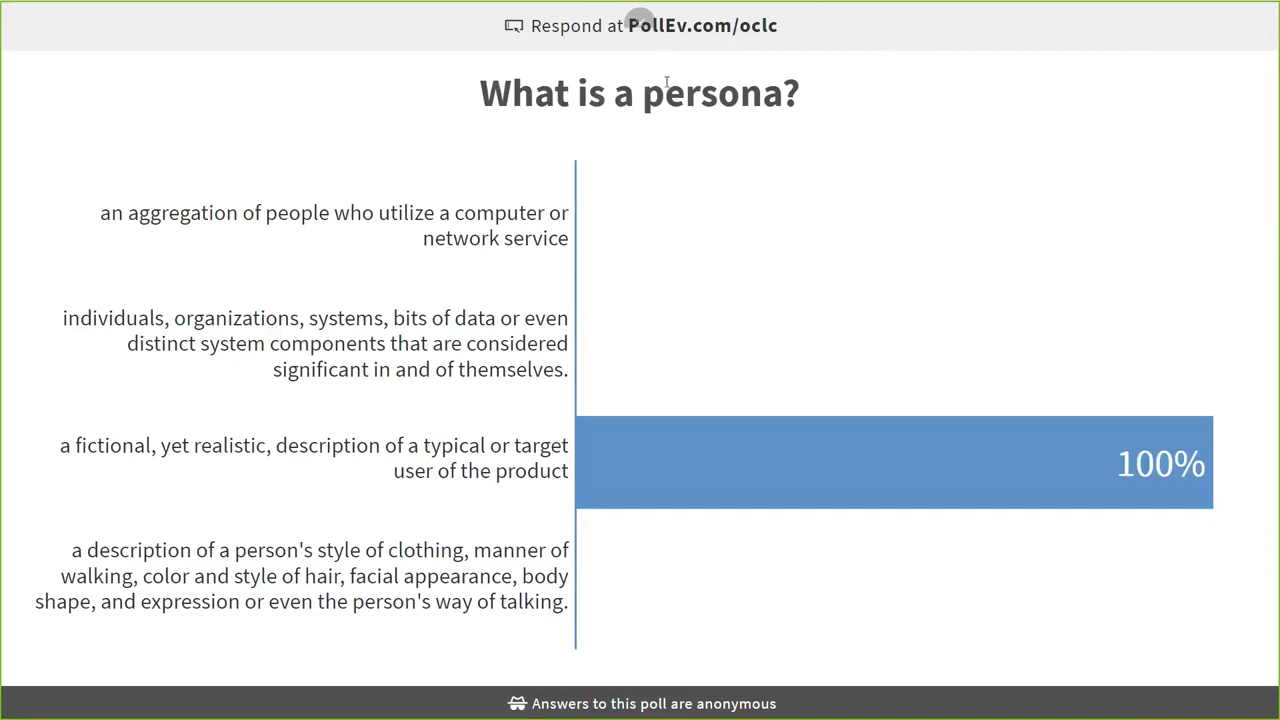 Respond at PollEv.com/oclc
What is a persona?
an aggregation of people who utilize a computer or
network service
individuals, organizations, systems, bits of data or even
distinct system components that are considered
significant in and of themselves.
a fictional, yet realistic, description of a typical or target
user of the product
100%
a description of a person's style of clothing, manner of
walking, color and style of hair, facial appearance, body
shape, and expression or even the person's way of talking.
Answers to this poll are anonymous